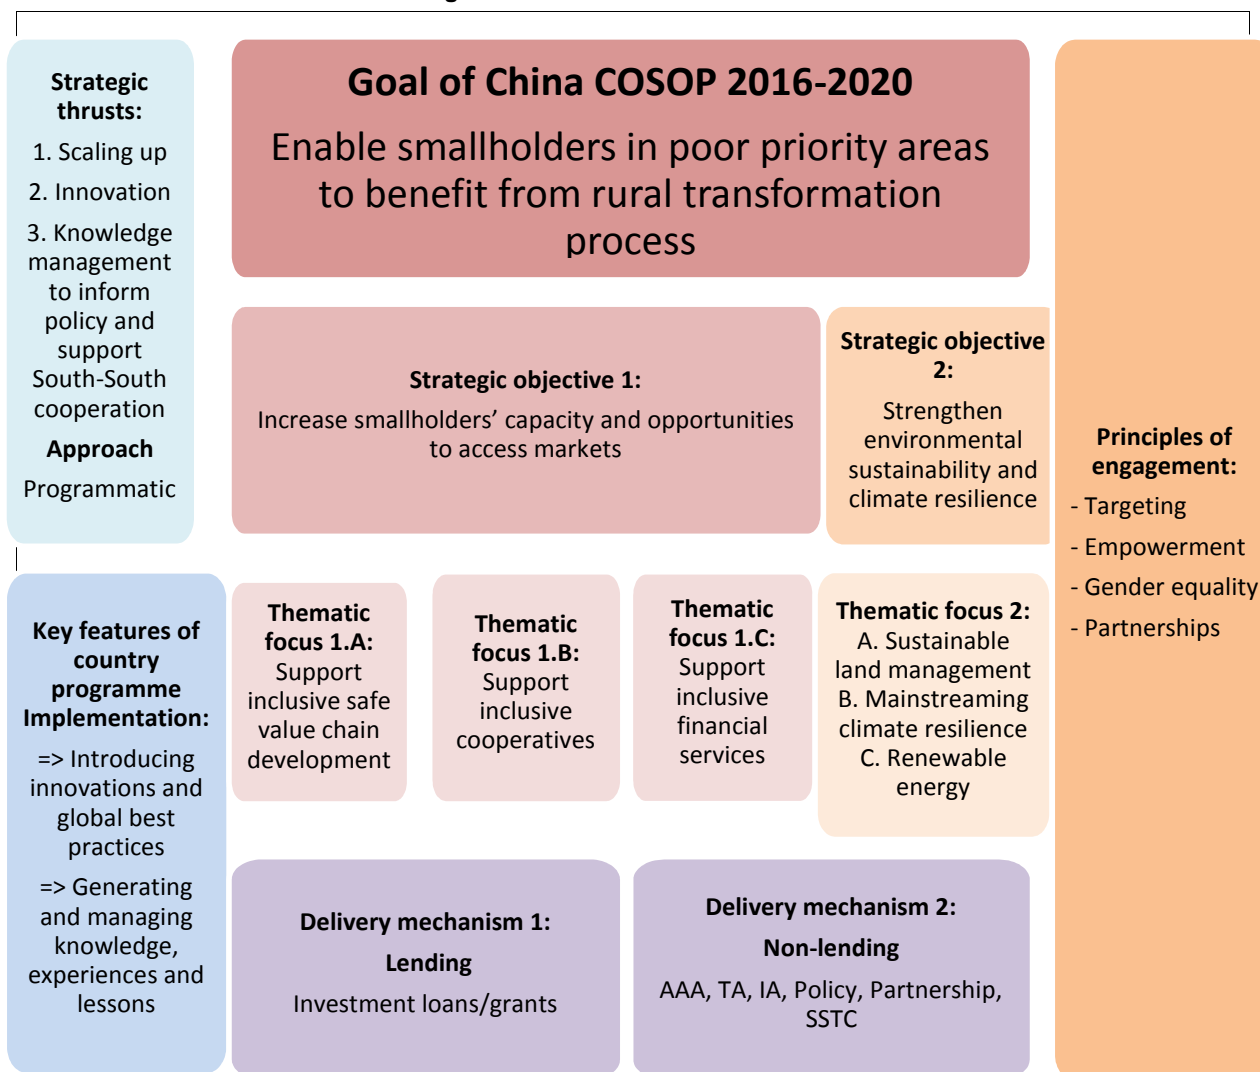 Strategic
thrusts:
1. Scaling up
2. Innovation
3. Knowledge
management
to inform
policy and
support
South-South
cooperation
Approach
Programmatic
Goal of China COSOP 2016-2020
Enable smallholders in poor priority areas
to benefit from rural transformation
process
Strategic objective 1:
Increase smallholders’ capacity and opportunities
to access markets
Strategic objective
2:
Strengthen
environmental
sustainability and
climate resilience
Principles of
engagement:
- Targeting
- Empowerment
- Gender equality
- Partnerships
Key features of
country
programme
Implementation:
=> Introducing
innovations and
global best
practices
=> Generating
and managing
knowledge,
experiences and
lessons
Thematic
focus 1.A:
Support
inclusive safe
value chain
development
Thematic
focus 1.B:
Support
inclusive
cooperatives
Thematic
focus 1.C:
Support
inclusive
financial
services
Thematic focus 2:
A. Sustainable
land management
B. Mainstreaming
climate resilience
C. Renewable
energy
Delivery mechanism 1:
Lending
Investment loans/grants
Delivery mechanism 2:
Non-lending
AAA, TA, IA, Policy, Partnership,
SSTC